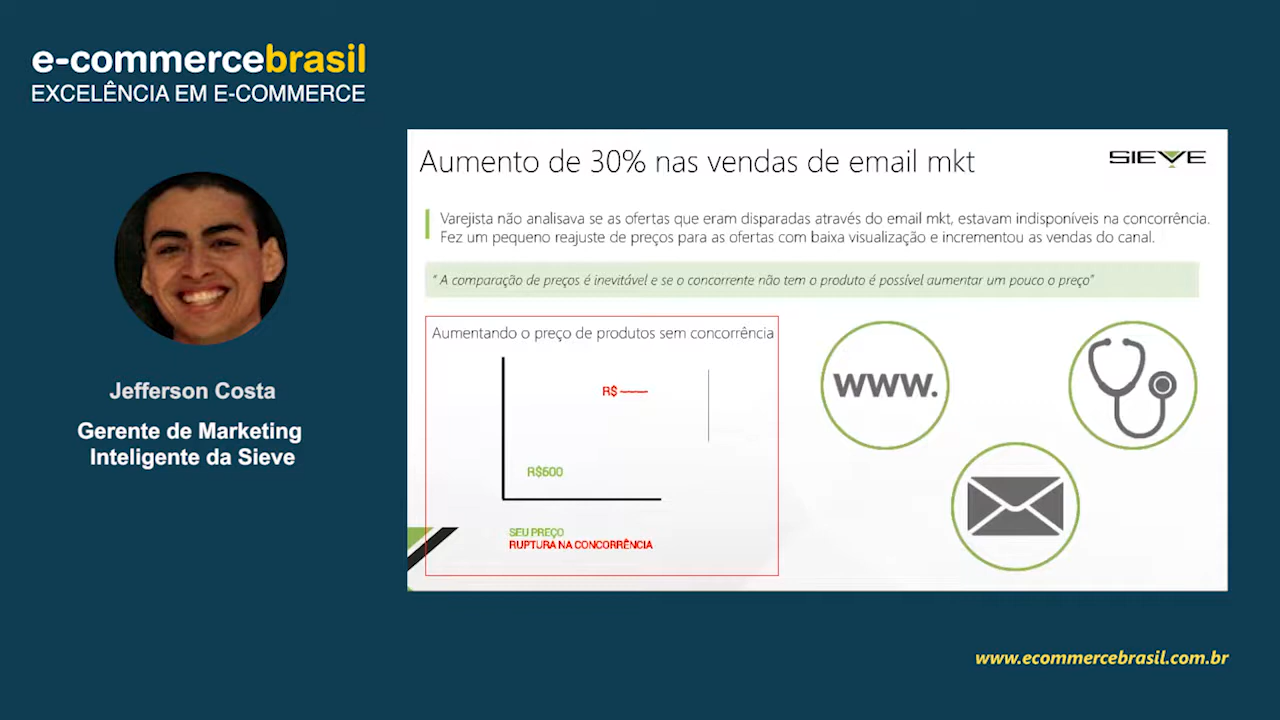 e-commercebrasil
EXCELÊNCIA EM E-COMMERCE
Jefferson Costa
Gerente de Marketing
Inteligente da Sieve
Aumento de 30% nas vendas de email mkt
SIEVE
Varejista não analisava se as ofertas que eram disparadas através do email mkt, estavam indisponíveis na concorrência.
Fez um pequeno reajuste de preços para as ofertas com baixa visualização e incrementou as vendas do canal.
“ A comparação de preços é inevitável e se o concorrente não tem o produto é possível aumentar um pouco o preço”
Aumentando o preço de produtos sem concorrência
R$ ——
R$500
SEU PREÇO
RUPTURA NA CONCORRÊNCIA
www.
www.ecommercebrasil.com.br